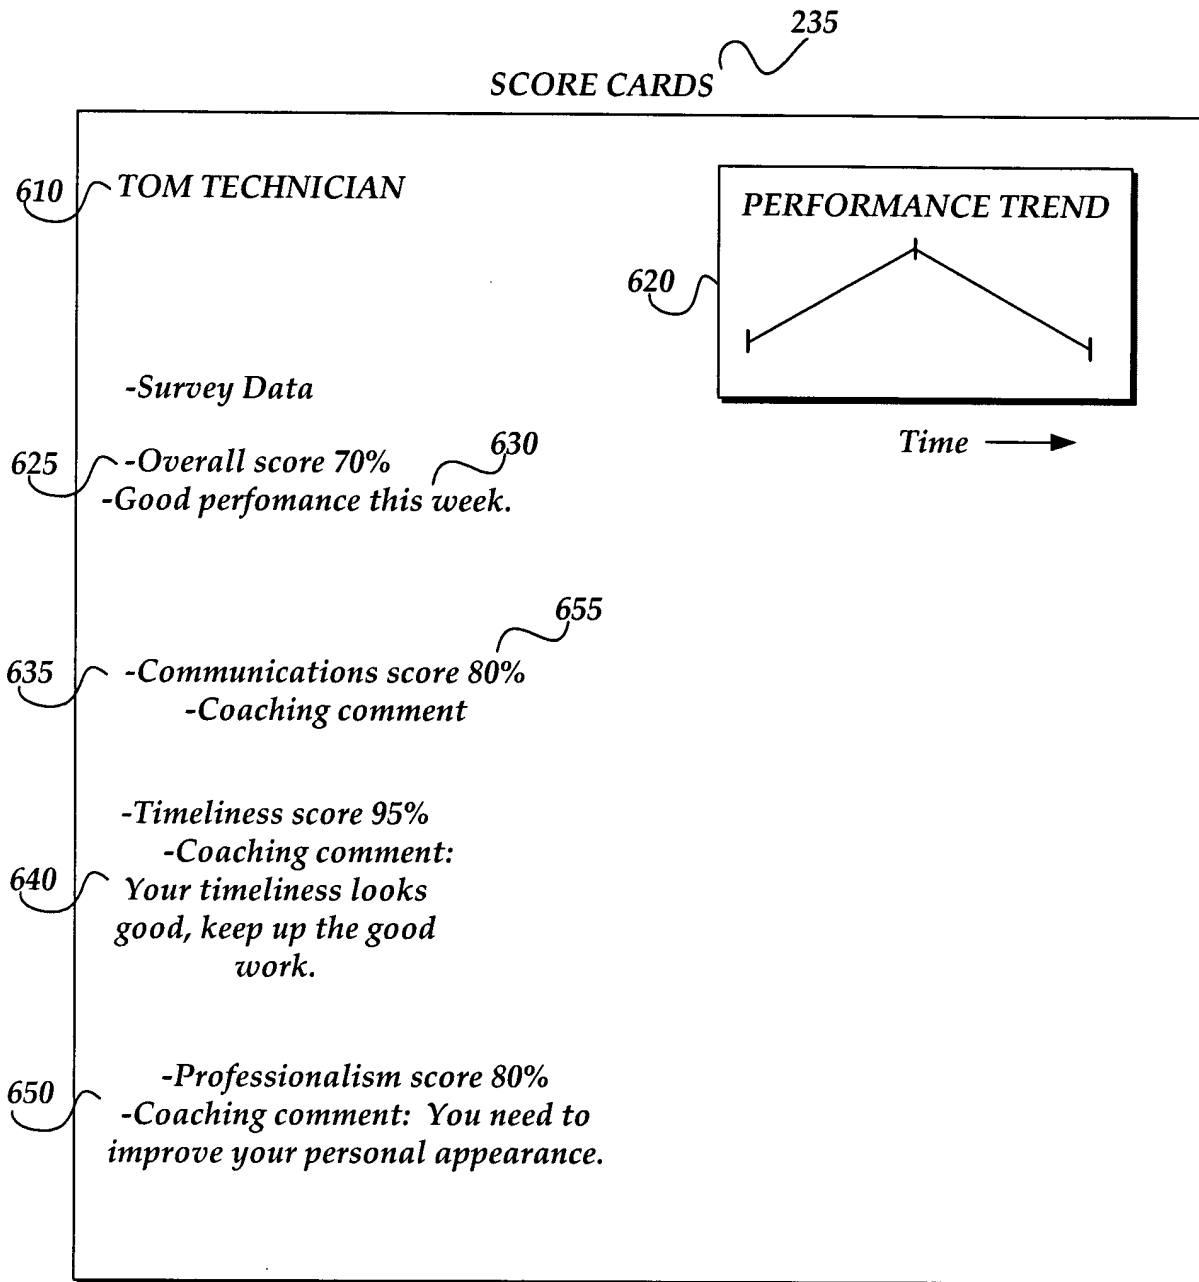 235
SCORE CARDS
610
TOM TECHNICIAN
PERFORMANCE TREND
620
-Survey Data
Time
625
-Overall score 70%
630
-Good perfomance this week.
655
635
-Communications score 80%
-Coaching comment
-Timeliness score 95%
-Coaching comment:
640
Your timeliness looks
good, keep up the good
work.
650
-Professionalism score 80%
-Coaching comment: You need to
improve your personal appearance.